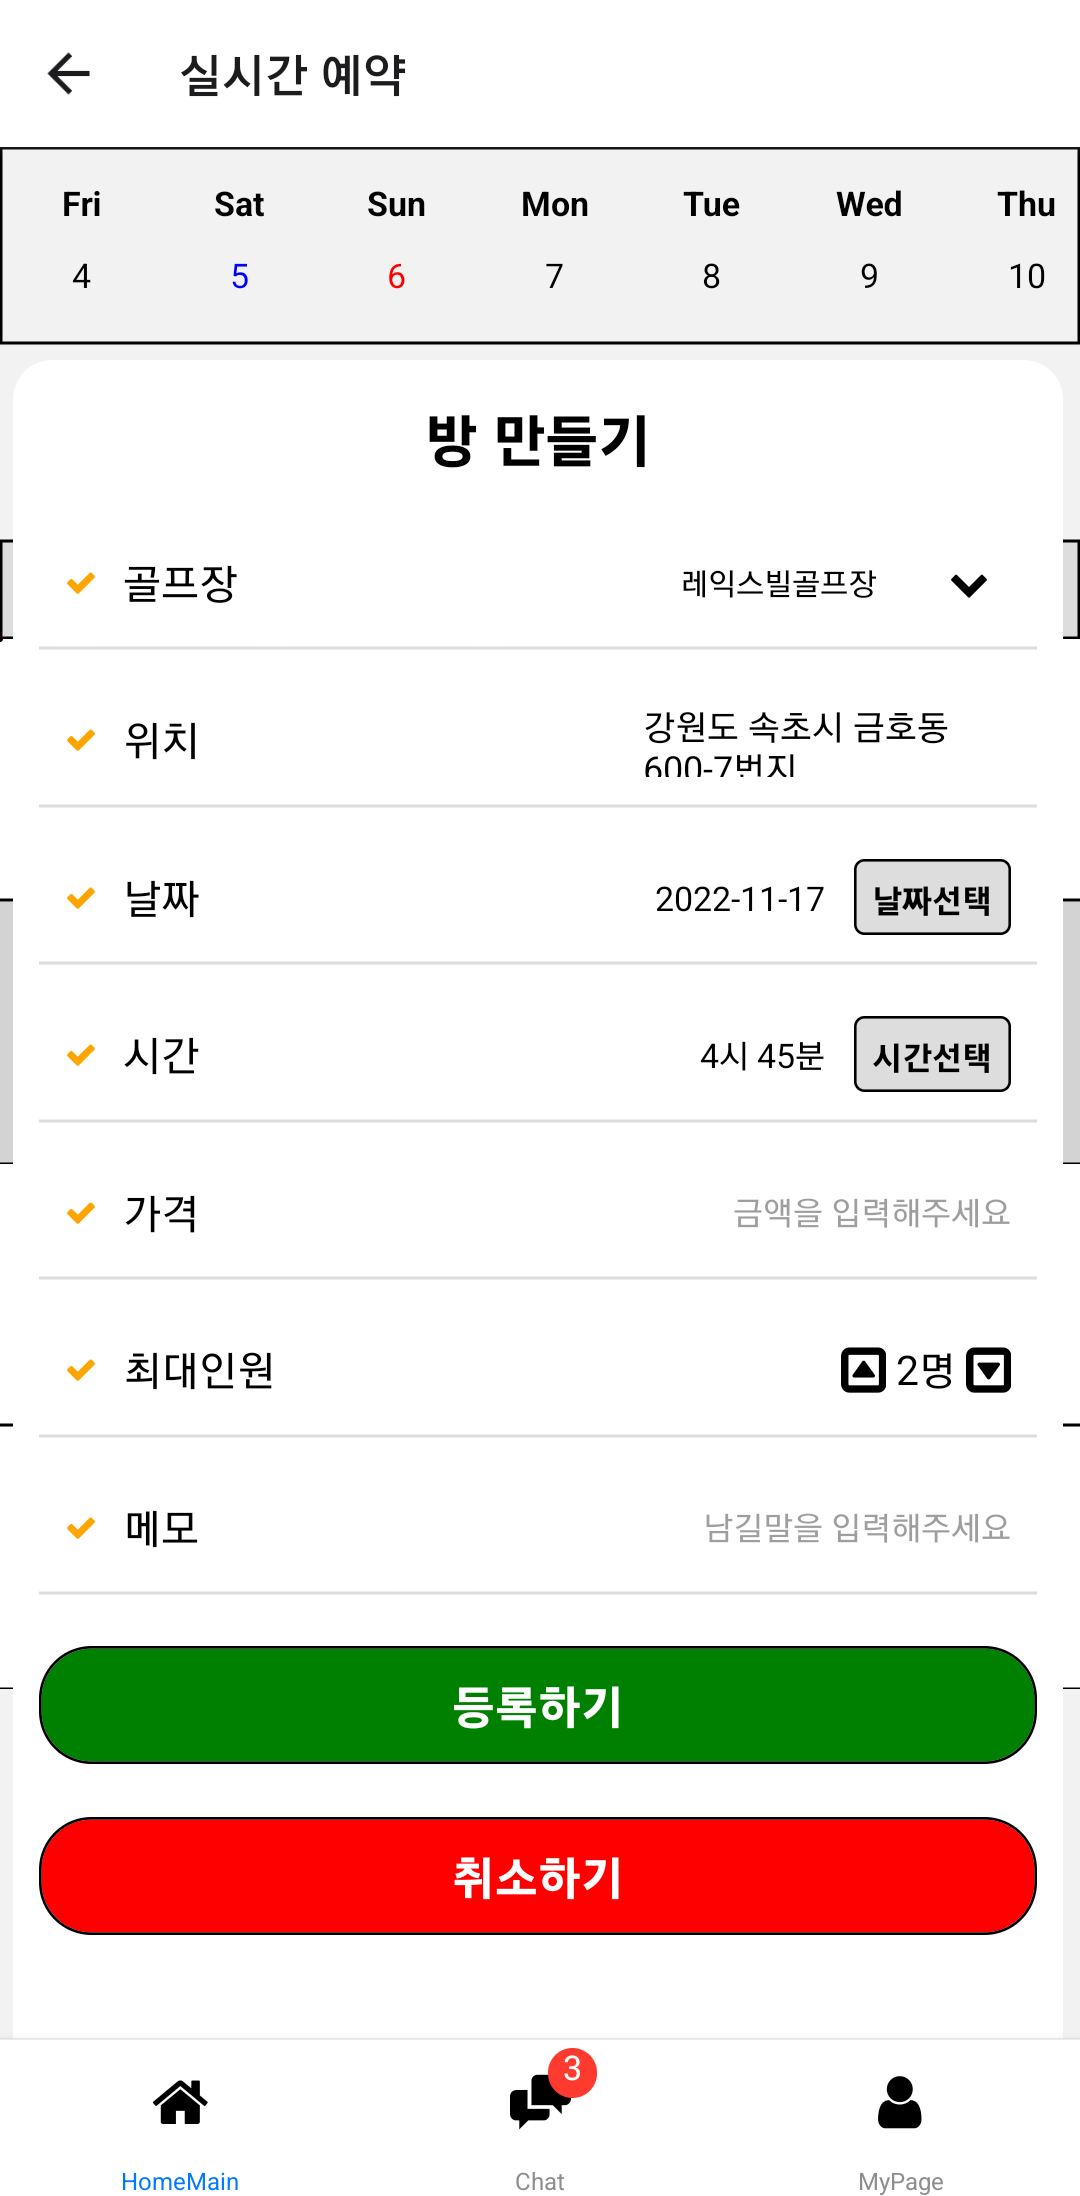 실시간 예약
Fri Sat Sun Mon Tue Wed Thu
4 5 6 7 8 9 10
방 만들기
골프장 레익스빌골프장
위치 강원도 속초시 금호동
600-7번지
날짜 2022-11-17 날짜선택
시간 4시 45분 시간선택
가격 금액을 입력해주세요
최대인원 2명
메모 남길말을 입력해주세요
등록하기
취소하기
3
HomeMain Chat MyPage